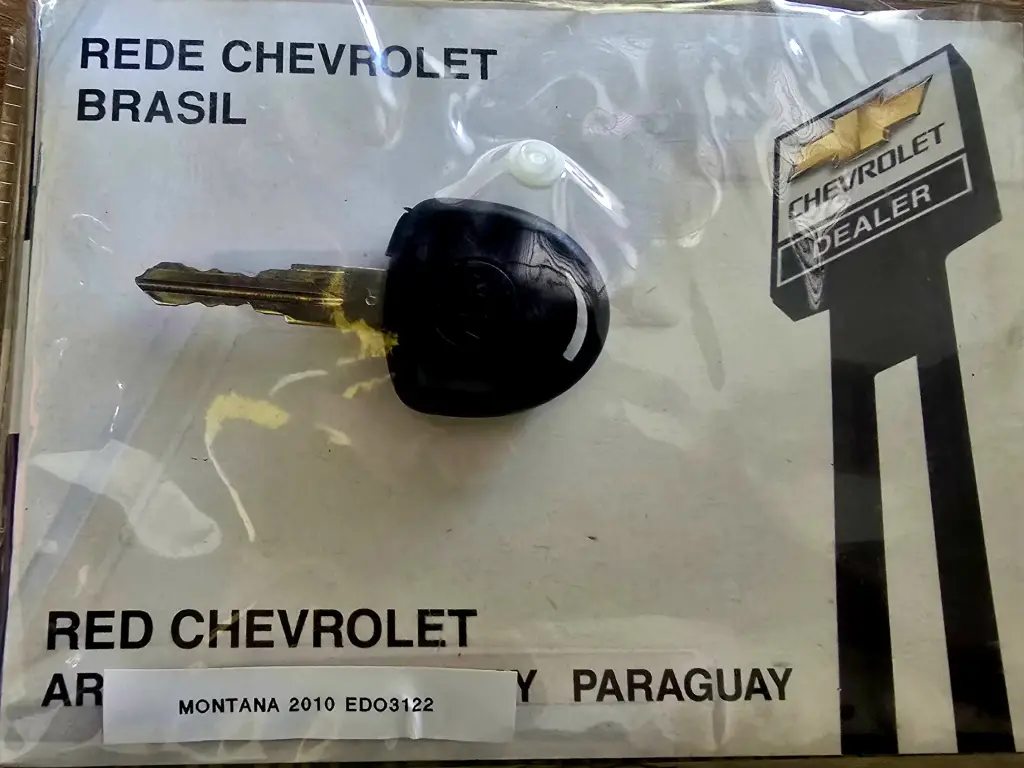 REDE CHEVROLET
BRASIL
CHEVROLET
DEALER
RED CHEVROLET
AR Y PARAGUAY
MONTANA 2010 EDO3122